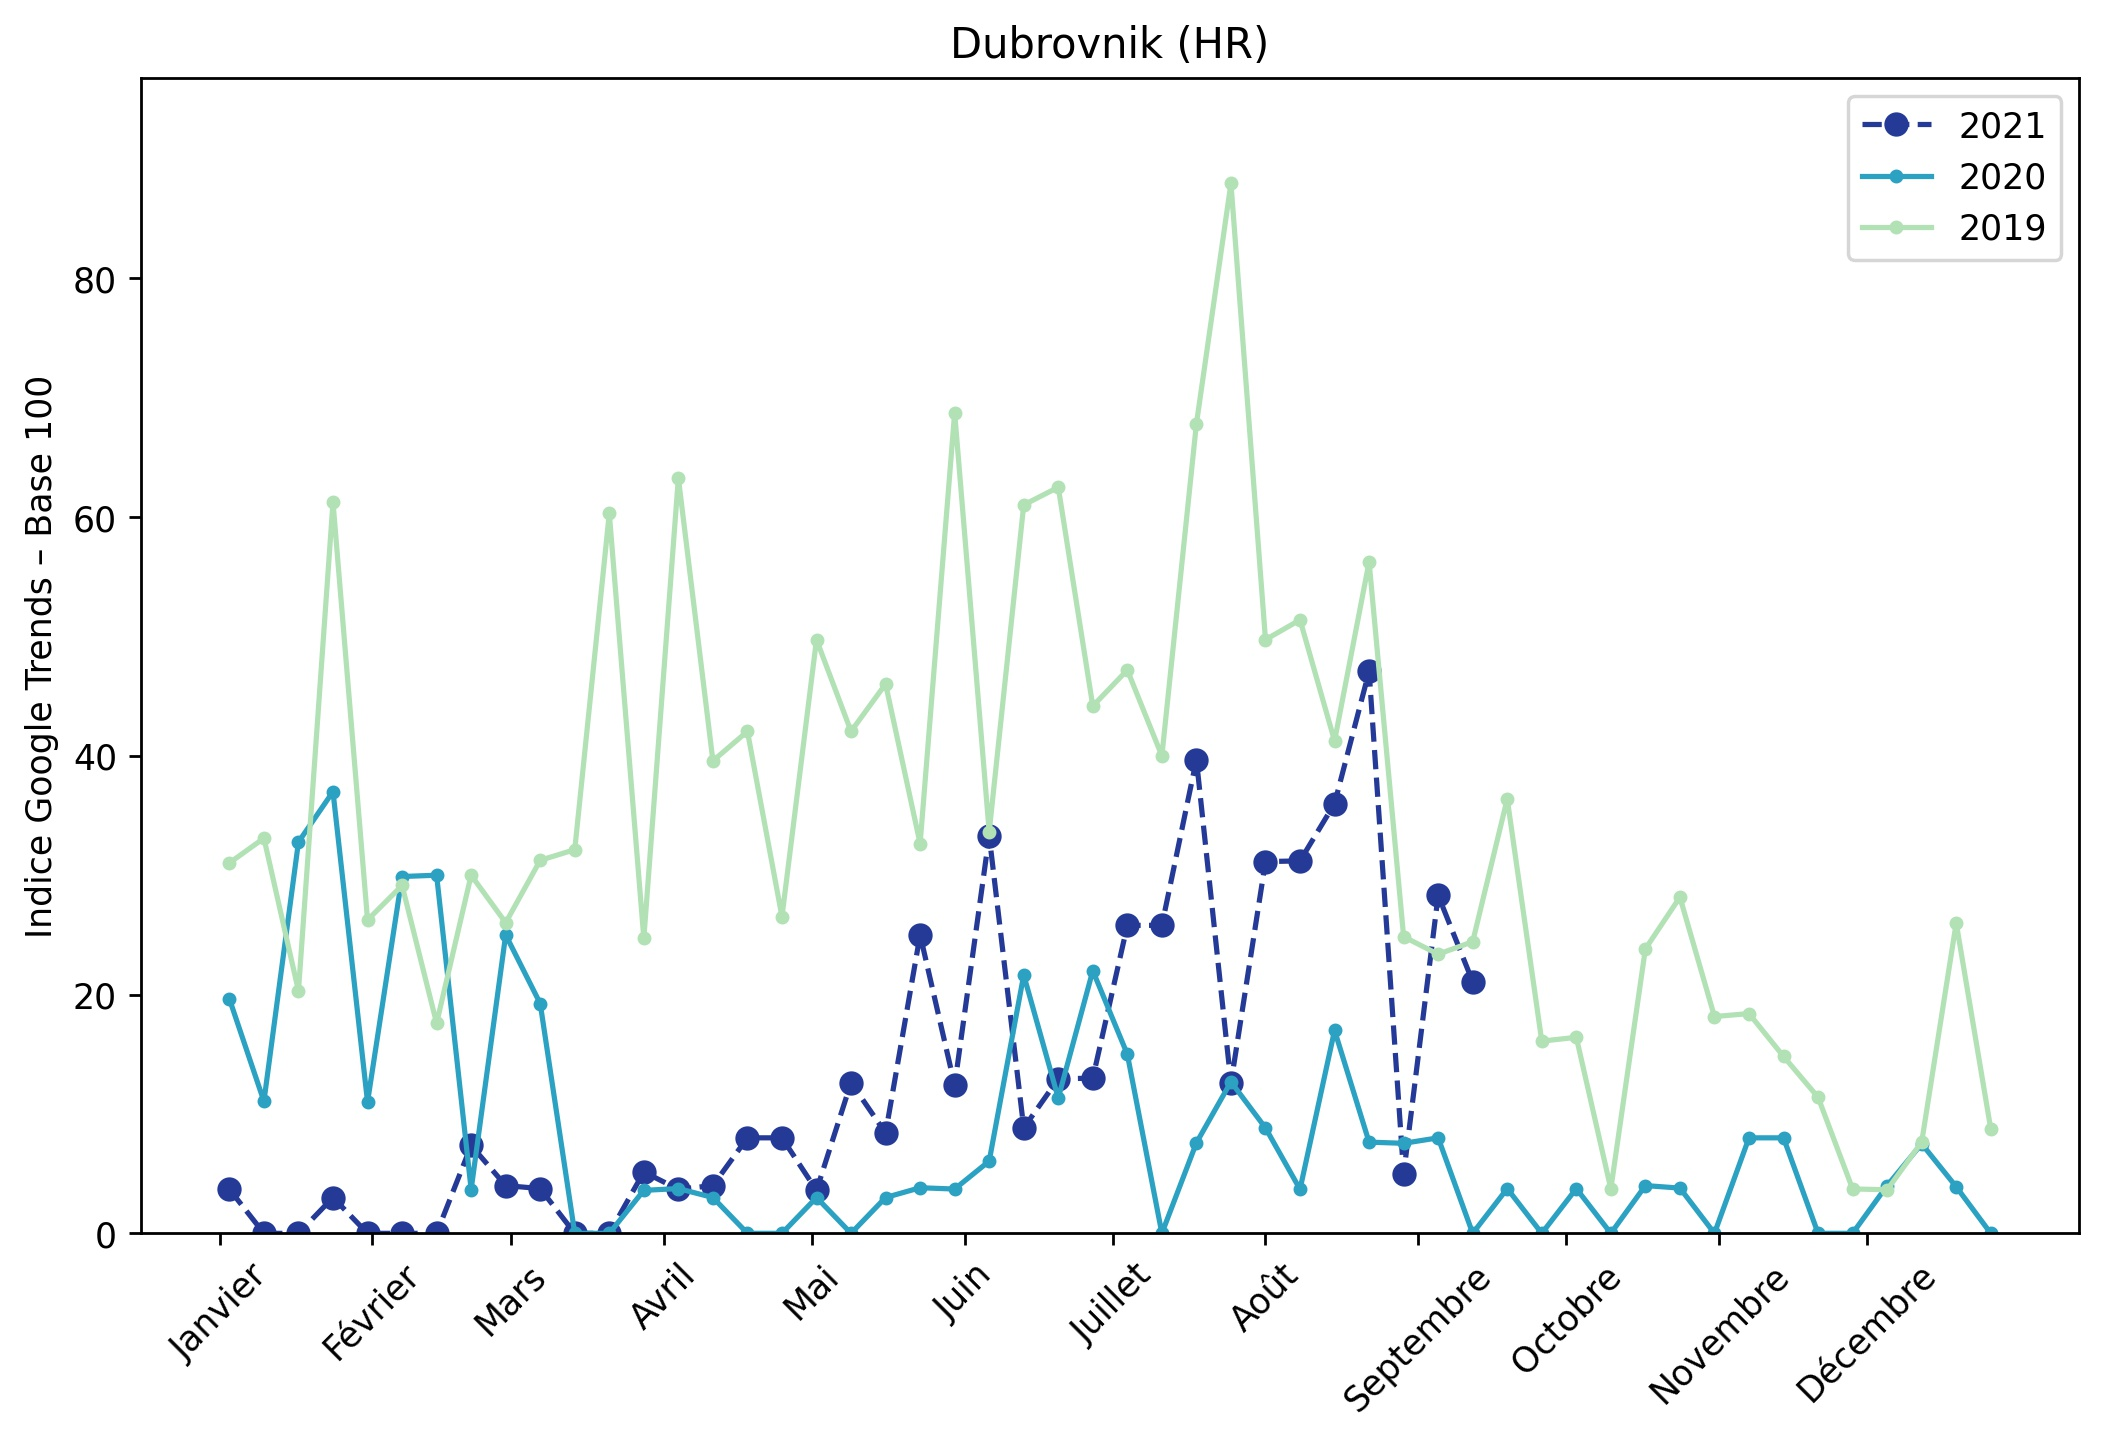 Dubrovnik (HR)
2021
2020
2019
Indice Google Trends – Base 100
80
60
40
20
0
Janvier
Février
Mars
Avril
Mai
Juin
Juillet
Août
Septembre
Octobre
Novembre
Décembre